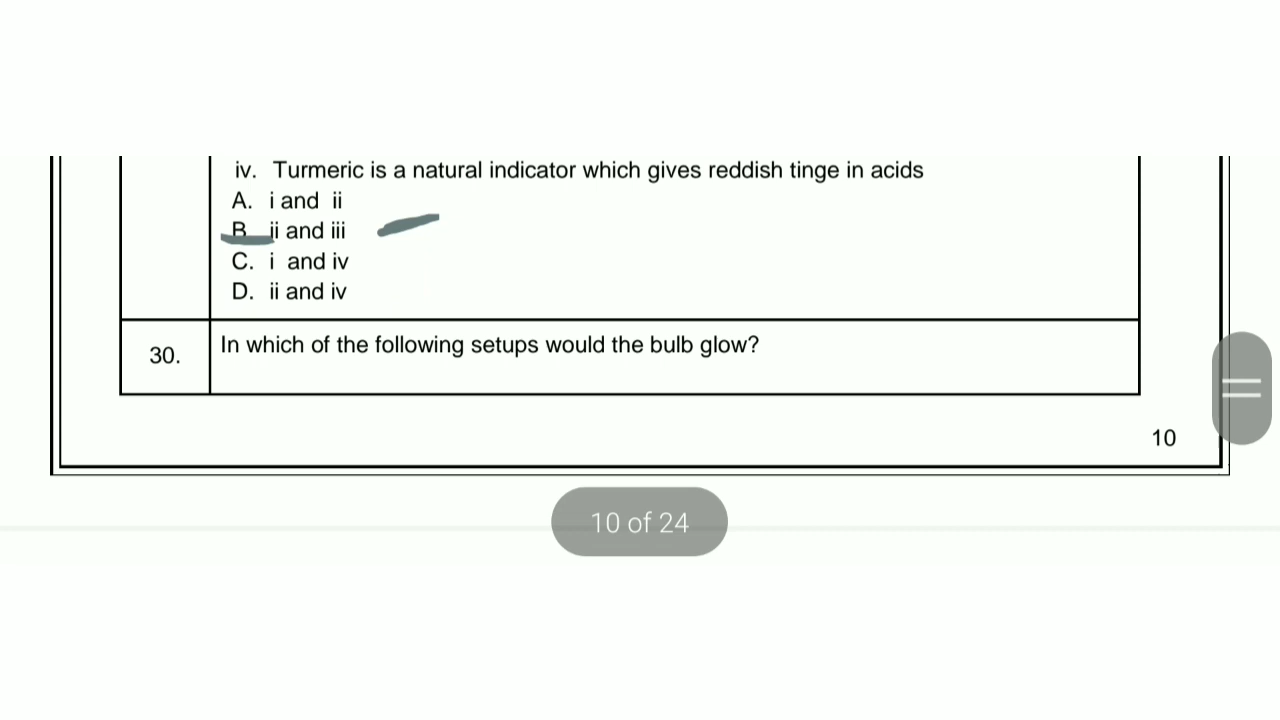 iv. Turmeric is a natural indicator which gives reddish tinge in acids
A. i and ii
B ii and iii
C. i and iv
D. ii and iv
30. In which of the following setups would the bulb glow?
10
10 of 24